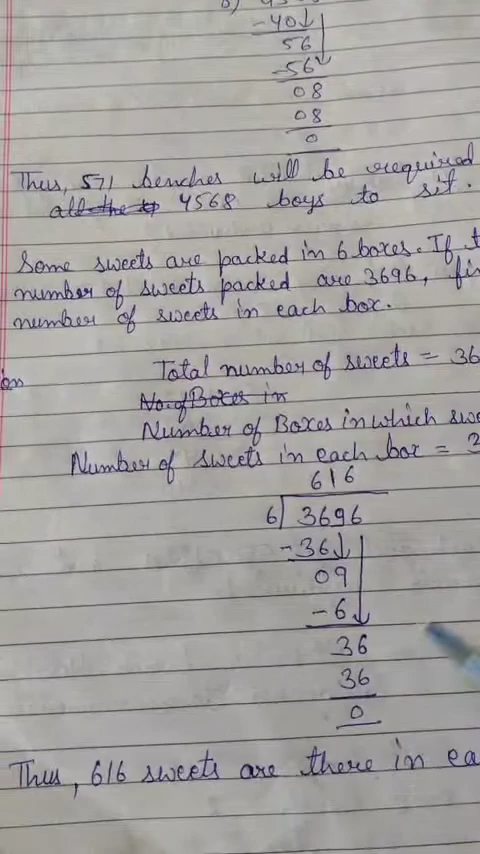 -40
56
-56
08
08
0
Thus, 571 benches will be required
all the 4568 boys to sit.
Some sweets are packed in 6 boxes. If
number of sweets packed are 3696,
number of sweets in each box.
Total number of sweets = 36
No. of Boxes in
Number of Boxes in which
Number of sweets in each box = 3
616
6) 3696
-36
09
-6
36
36
0
Thus, 616 sweets are there in ea